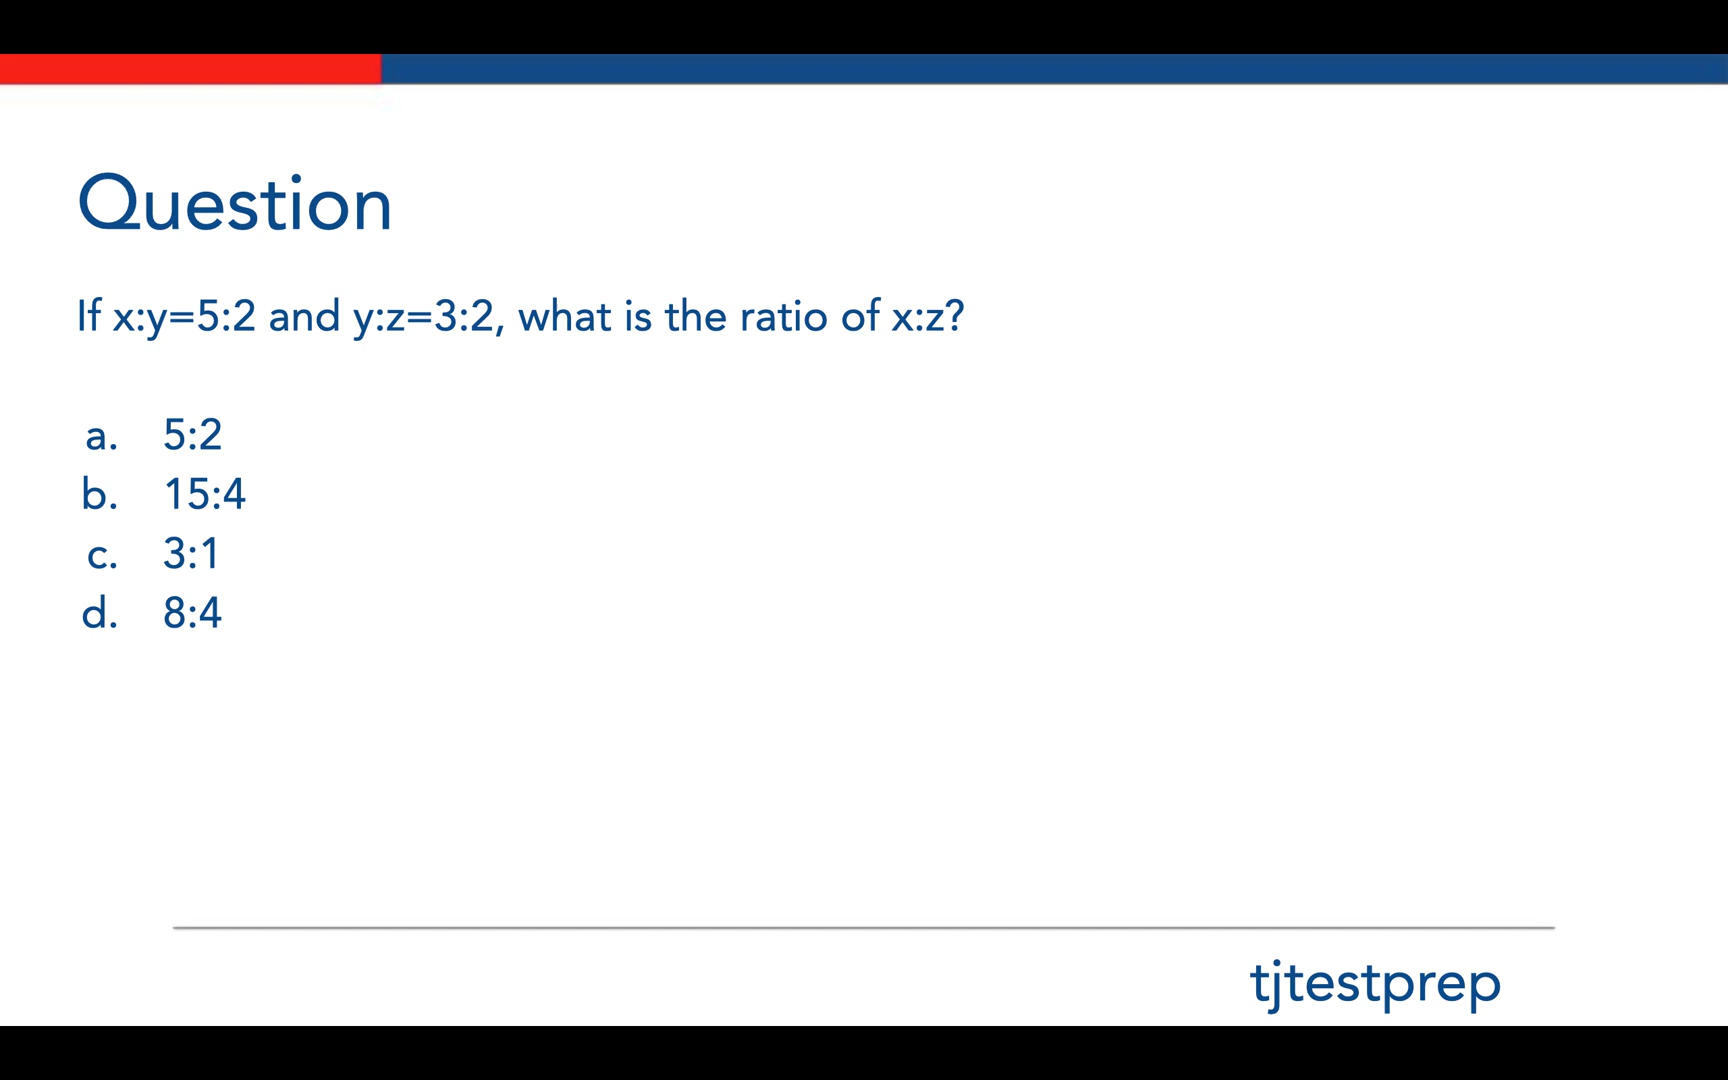 Question
If x:y=5:2 and y:z=3:2, what is the ratio of x:z?
a. 5:2
b. 15:4
c. 3:1
d. 8:4
tjtestprep